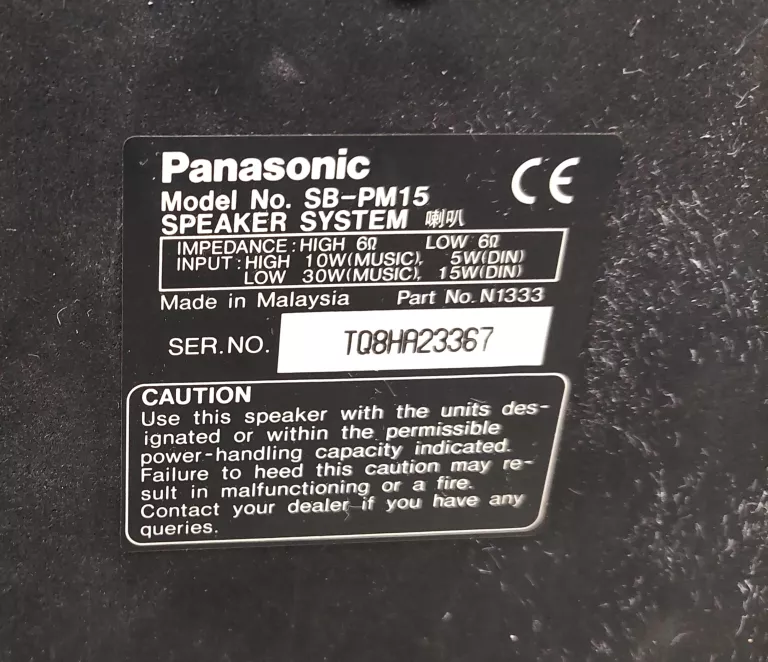 Panasonic
CE
Model No. SB-PM15
SPEAKER SYSTEM 喇叭
IMPEDANCE : HIGH 6Ω LOW 6Ω
INPUT : HIGH 10W(MUSIC), 5W(DIN)
LOW 30W(MUSIC), 15W(DIN)
Made in Malaysia Part No. N1333
SER.NO. TQ8HA23367
CAUTION
Use this speaker with the units des-
ignated or within the permissible
power-handling capacity indicated.
Failure to heed this caution may re-
sult in malfunctioning or a fire.
Contact your dealer if you have any
queries.